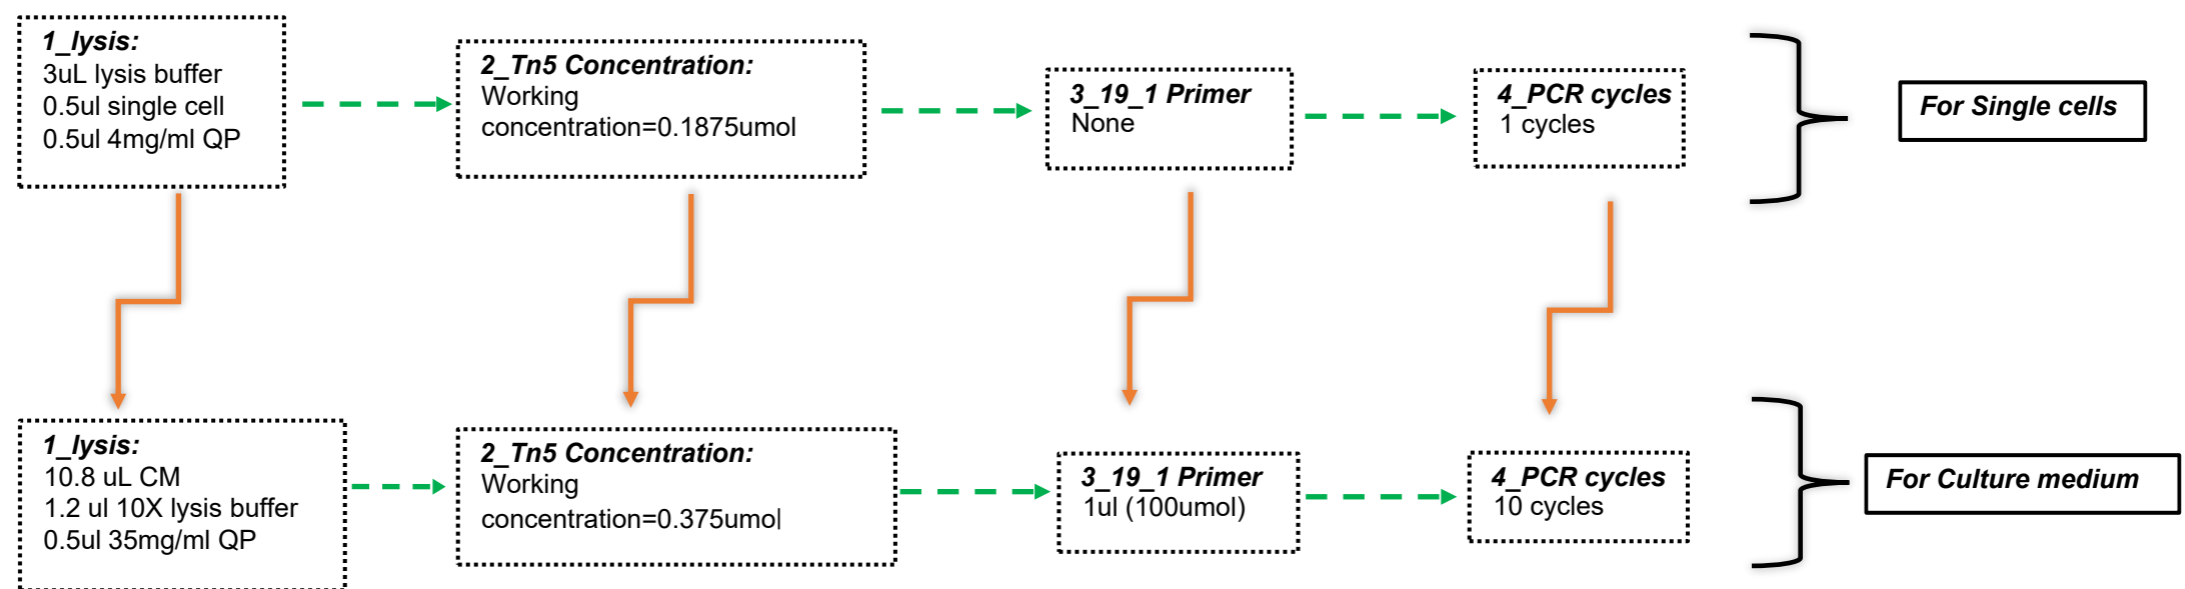 1_lysis:
3uL lysis buffer
0.5ul single cell
0.5ul 4mg/ml QP
2_Tn5 Concentration:
Working
concentration=0.1875umol
3_19_1 Primer
None
4_PCR cycles
1 cycles
For Single cells
1_lysis:
10.8 uL CM
1.2 ul 10X lysis buffer
0.5ul 35mg/ml QP
2_Tn5 Concentration:
Working
concentration=0.375umol
3_19_1 Primer
1ul (100umol)
4_PCR cycles
10 cycles
For Culture medium